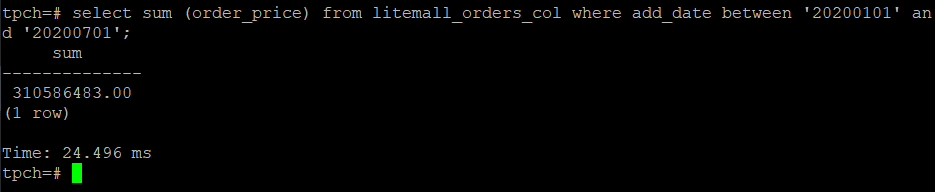 tpch=# select sum (order_price) from litemall_orders_col where add_date between '20200101' an
d '20200701';
     sum
--------------
 310586483.00
(1 row)

Time: 24.496 ms
tpch=#